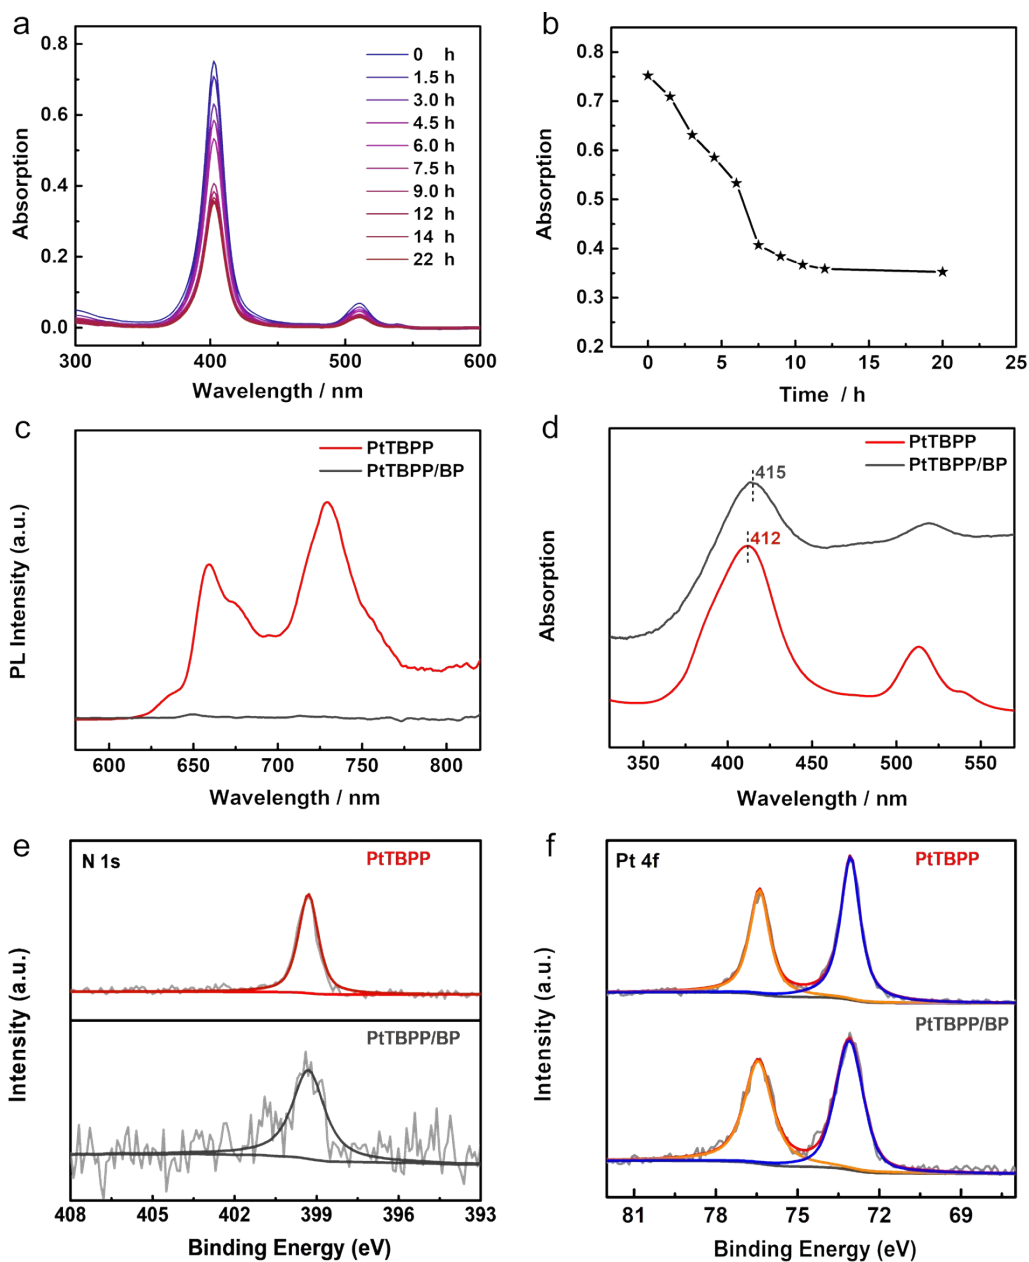 a
0.8
0.6
0.4
0.2
0.0
Absorption
0 h
1.5 h
3.0 h
4.5 h
6.0 h
7.5 h
9.0 h
12 h
14 h
22 h
300 400 500 600
Wavelength / nm
b
0.8
0.7
0.6
0.5
0.4
0.3
0.2
Absorption
0 5 10 15 20 25
Time / h
c
PtTBPP
PtTBPP/BP
PL Intensity (a.u.)
600 650 700 750 800
Wavelength / nm
d
PtTBPP
PtTBPP/BP
415
412
Absorption
350 400 450 500 550
Wavelength / nm
e
N 1s
PtTBPP
PtTBPP/BP
Intensity (a.u.)
408 405 402 399 396 393
Binding Energy (eV)
f
Pt 4f
PtTBPP
PtTBPP/BP
Intensity (a.u.)
81 78 75 72 69
Binding Energy (eV)